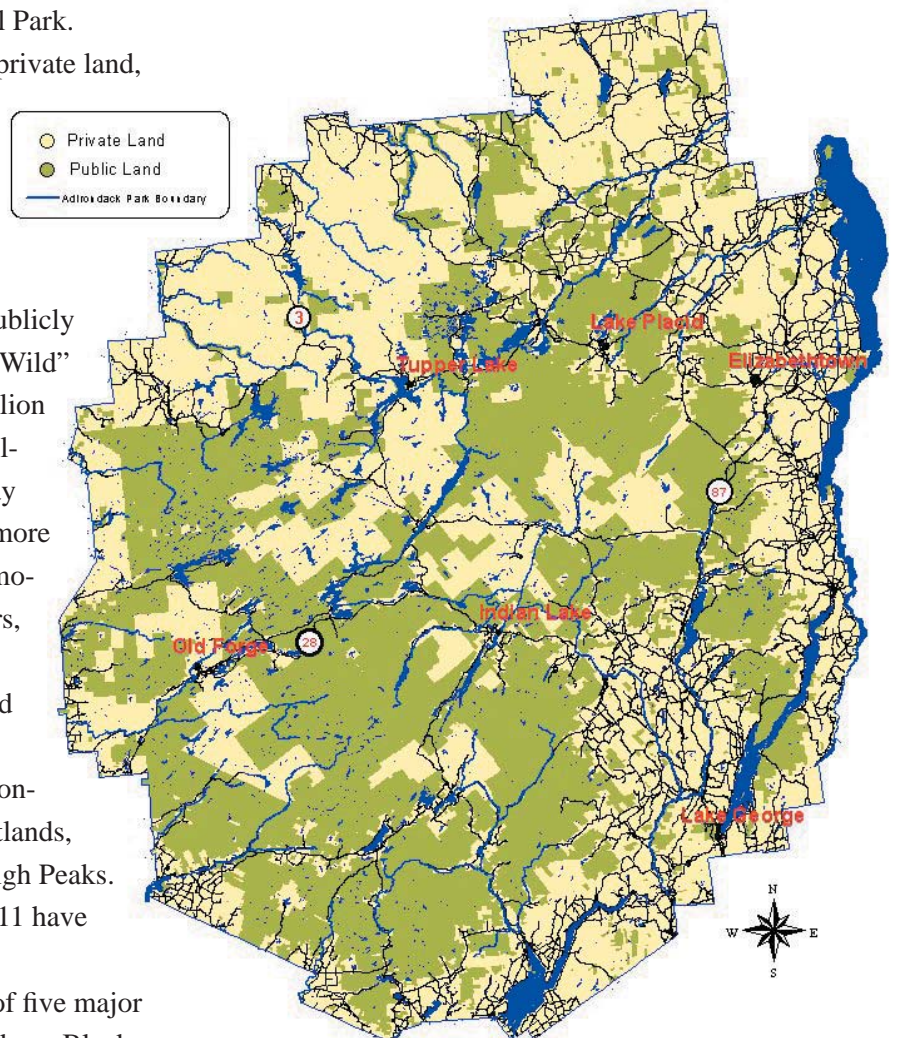 l Park.
private land,
Private Land
Public Land
Adirondack Park Boundary
ublicly
Wild”
lion
l-
y
more
no-
rs,
d
on-
tlands,
gh Peaks.
11 have
of five major
3
Lake Placid
Tupper Lake
Elizabethtown
87
Indian Lake
Old Forge
28
Lake George
N
W
E
S